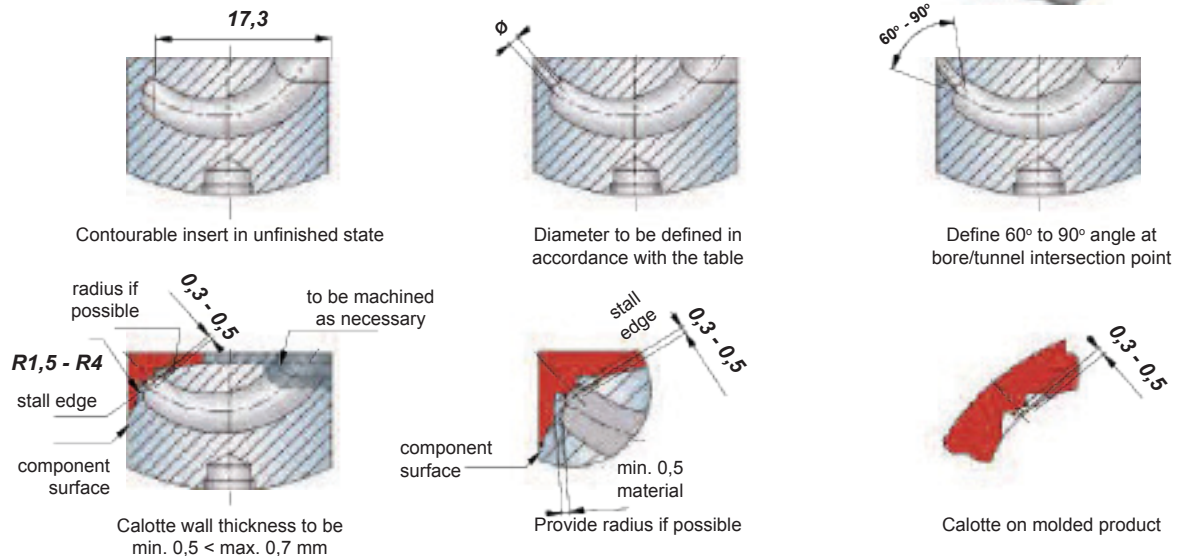 17,3
Contourable insert in unfinished state
Ø
Diameter to be defined in
accordance with the table
60° - 90°
Define 60° to 90° angle at
bore/tunnel intersection point
radius if
possible
0,3 - 0,5
to be machined
as necessary
R1,5 - R4
stall edge
component
surface
Calotte wall thickness to be
min. 0,5 < max. 0,7 mm
stall
edge
0,3 - 0,5
component
surface
min. 0,5
material
Provide radius if possible
0,3 - 0,5
Calotte on molded product